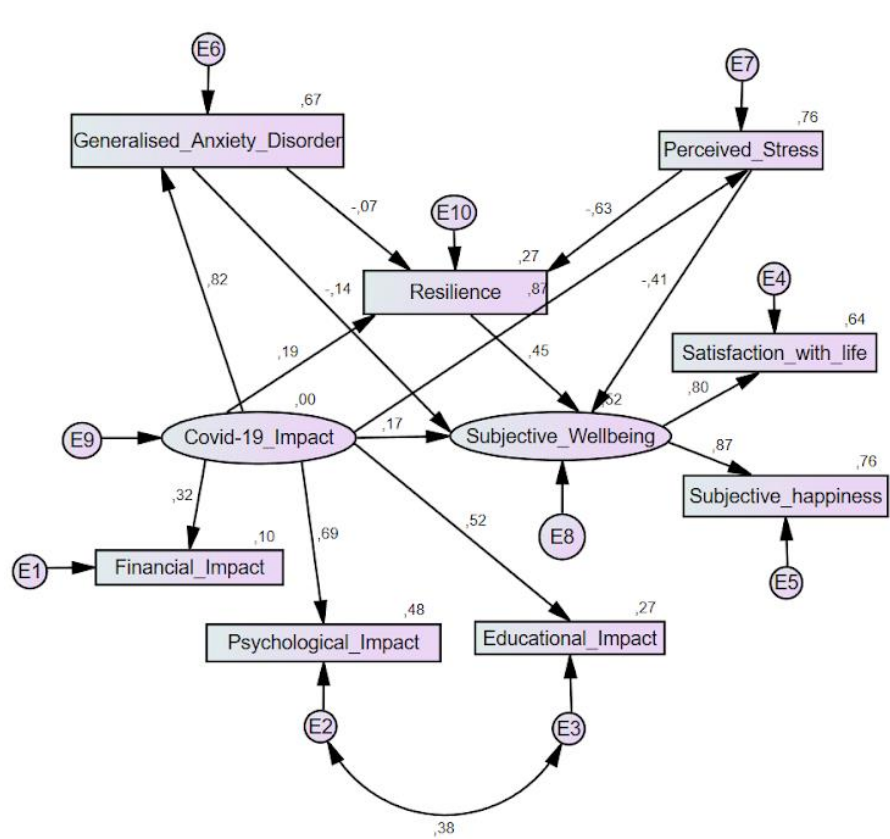 E6
,67
Generalised_Anxiety_Disorder
E7
,76
Perceived_Stress
-,07
E10
-,63
,27
Resilience
,87
,82
-,14
-,41
E4
,64
Satisfaction_with_life
,19
,45
,80
,00
Covid-19_Impact
E9
,17
,52
Subjective_Wellbeing
,87
,76
Subjective_happiness
,32
,69
,52
E8
E5
E1
,10
Financial_Impact
,48
Psychological_Impact
,27
Educational_Impact
E2
E3
,38